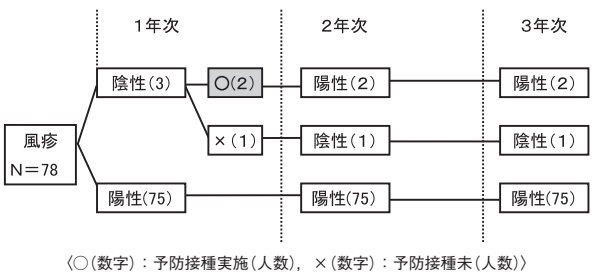 1年次 2年次 3年次
陰性(3) 〇(2) 陽性(2) 陽性(2)
風疹
N＝78
×(1) 陰性(1) 陰性(1)
陽性(75) 陽性(75) 陽性(75)
〈〇(数字)：予防接種実施(人数)，×(数字)：予防接種未(人数)〉